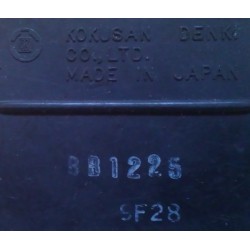 KOKUSAN DENKI
CO.,LTD.
MADE IN JAPAN
BB1225
9F28